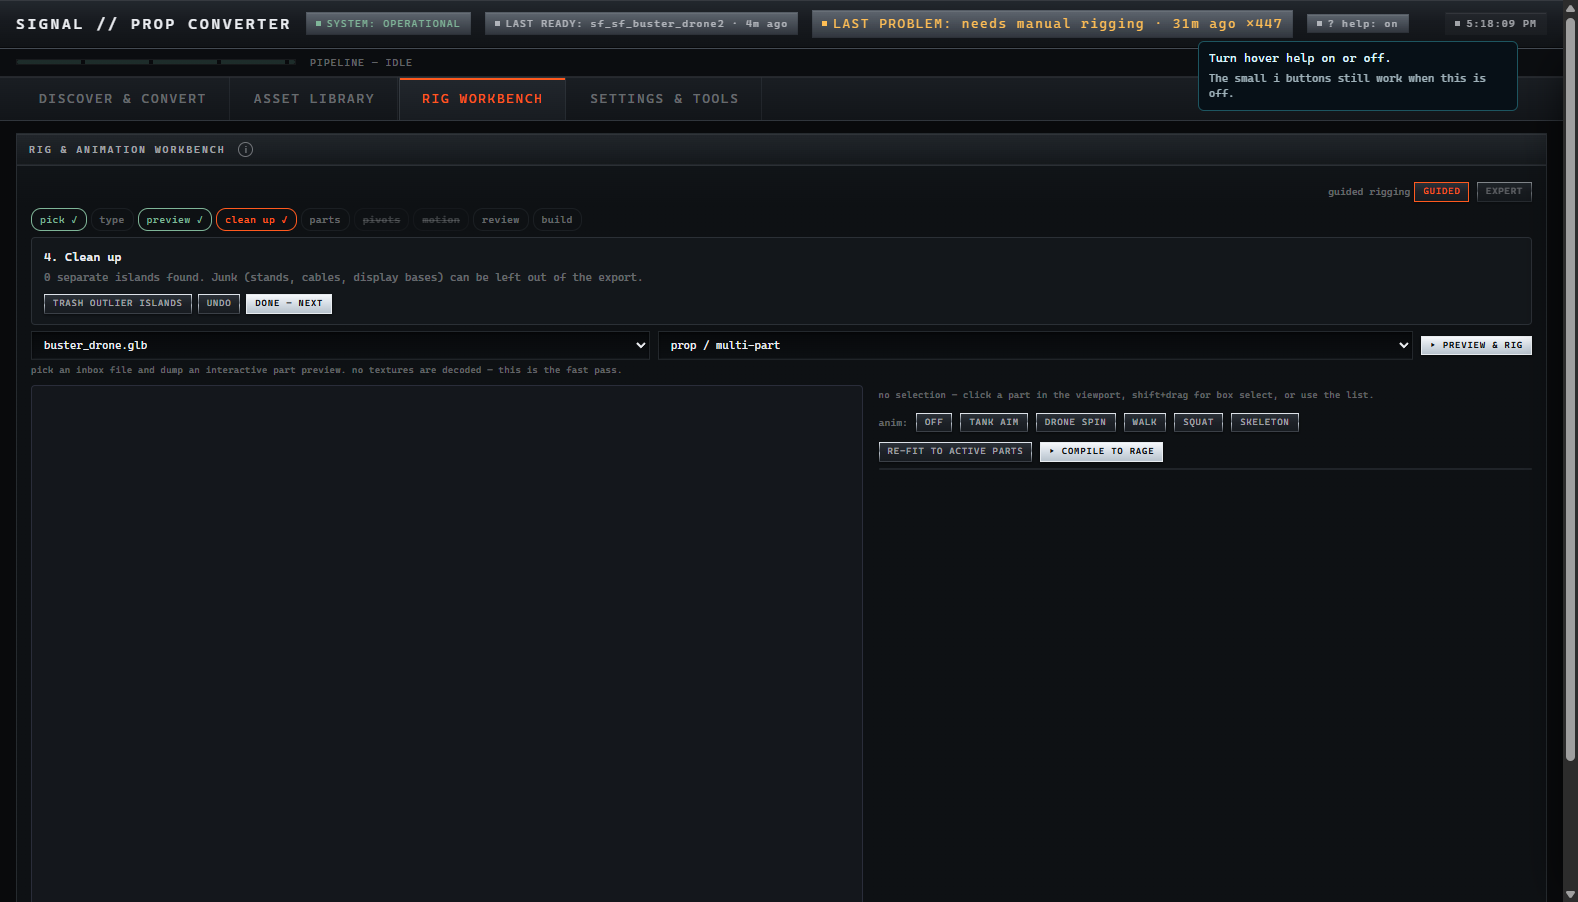 SIGNAL // PROP CONVERTER
SYSTEM: OPERATIONAL
LAST READY: sf_sf_buster_drone2 · 4m ago
LAST PROBLEM: needs manual rigging · 31m ago ×447
? help: on
5:18:09 PM
PIPELINE — IDLE
Turn hover help on or off.
The small i buttons still work when this is
off.
DISCOVER & CONVERT
ASSET LIBRARY
RIG WORKBENCH
SETTINGS & TOOLS
RIG & ANIMATION WORKBENCH
i
guided rigging
GUIDED
EXPERT
pick ✓
type
preview ✓
clean up ✓
parts
pivots
motion
review
build
4. Clean up
0 separate islands found. Junk (stands, cables, display bases) can be left out of the export.
TRASH OUTLIER ISLANDS
UNDO
DONE — NEXT
buster_drone.glb
prop / multi-part
▸ PREVIEW & RIG
pick an inbox file and dump an interactive part preview. no textures are decoded — this is the fast pass.
no selection — click a part in the viewport, shift+drag for box select, or use the list.
anim:
OFF
TANK AIM
DRONE SPIN
WALK
SQUAT
SKELETON
RE-FIT TO ACTIVE PARTS
▸ COMPILE TO RAGE